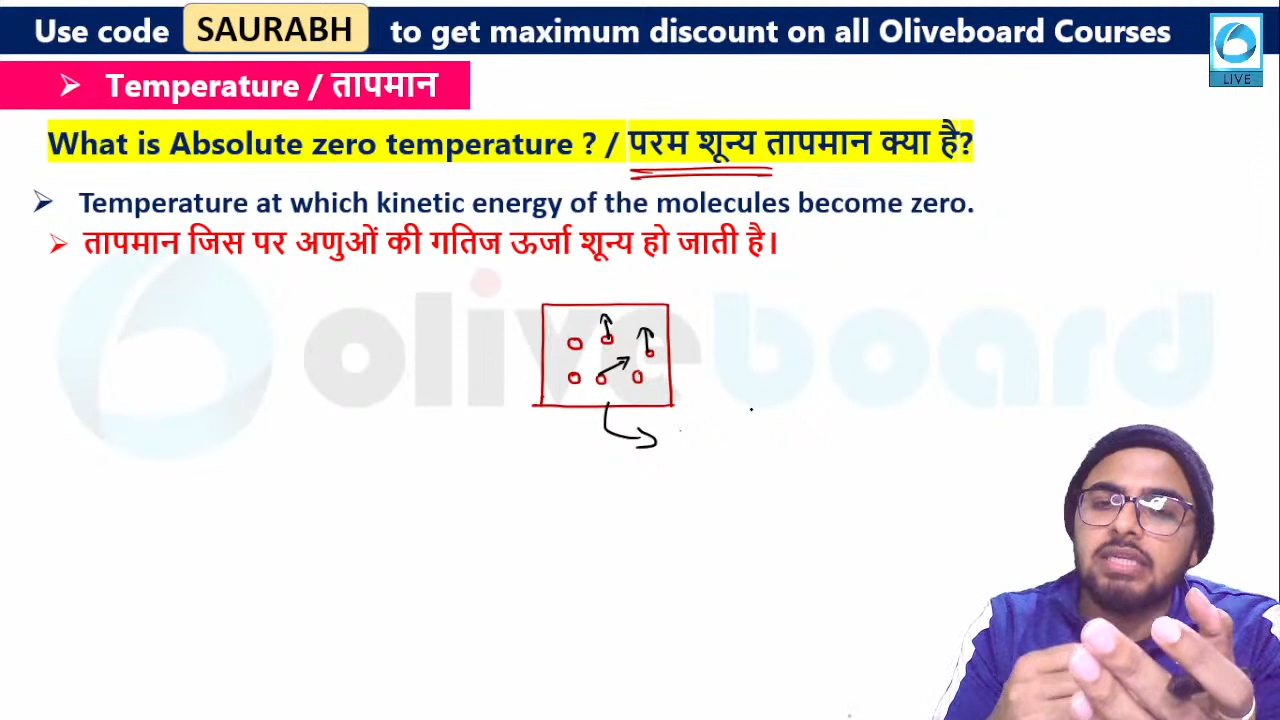 Use code SAURABH to get maximum discount on all Oliveboard Courses
LIVE
➢ Temperature / तापमान
What is Absolute zero temperature ? / परम शून्य तापमान क्या है?
➢ Temperature at which kinetic energy of the molecules become zero.
➢ तापमान जिस पर अणुओं की गतिज ऊर्जा शून्य हो जाती है।
oliveboard